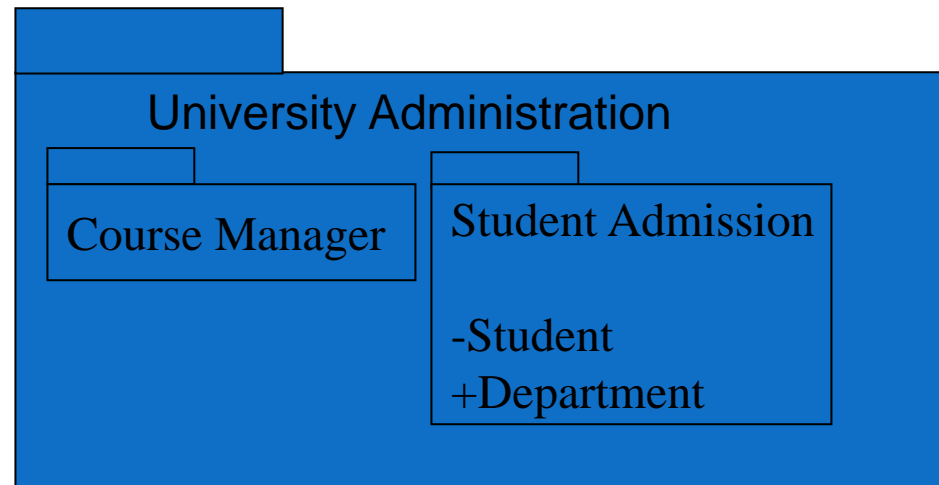 University Administration
Course Manager
Student Admission
-Student
+Department